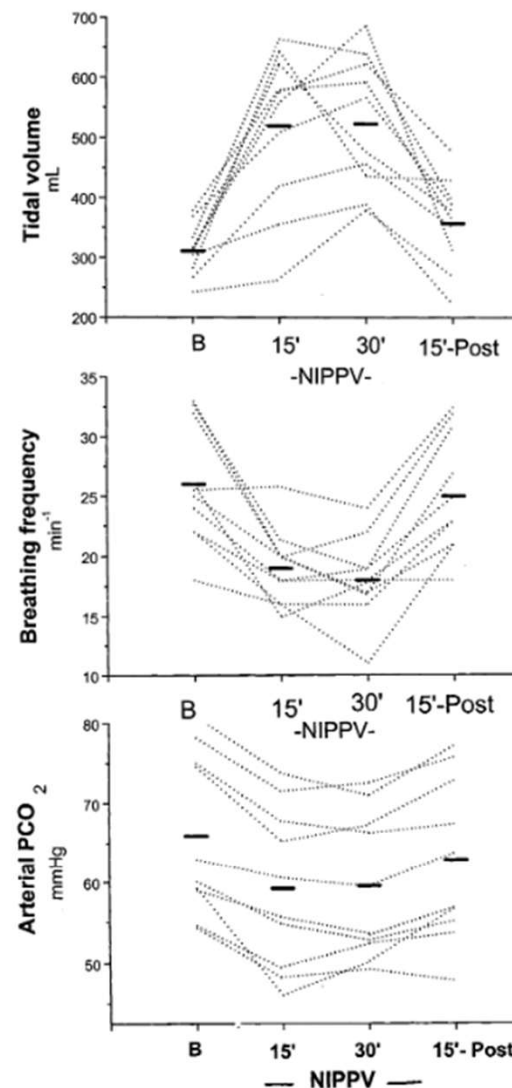 Tidal volume
mL
700
600
500
400
300
200
B 15' 30' 15'-Post
-NIPPV-
Breathing frequency
min-1
35
30
25
20
15
10
B 15' 30' 15'-Post
-NIPPV-
Arterial PCO 2
mmHg
80
70
60
50
B 15' 30' 15'- Post
NIPPV